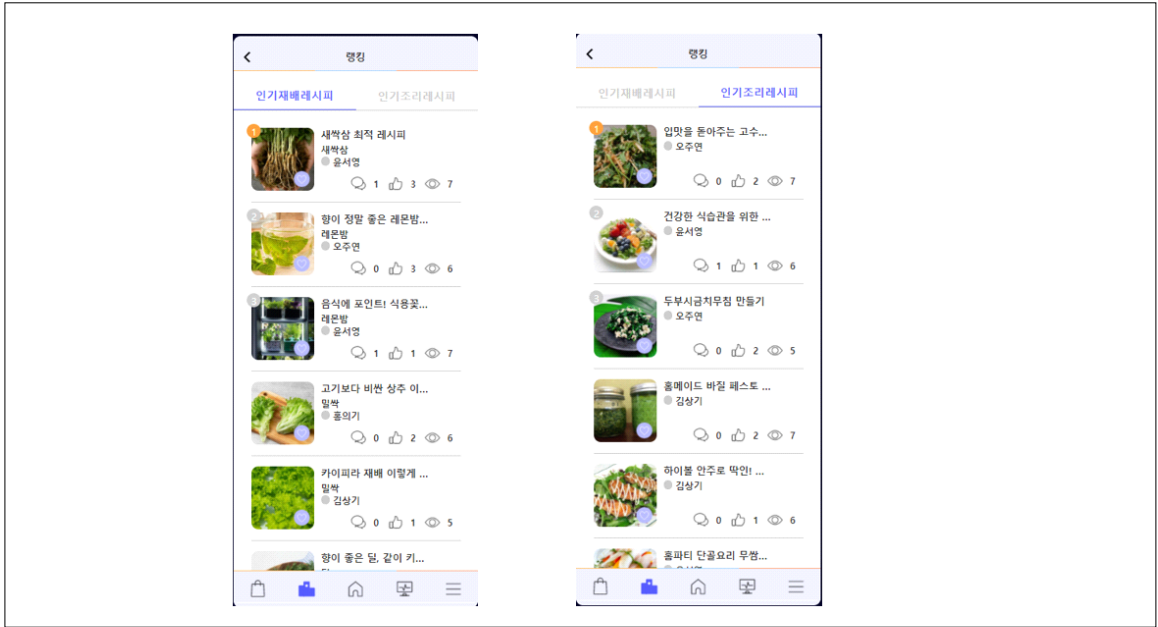 랭킹
인기재배레시피 인기조리레시피
1
새싹삼 최적 레시피
새싹삼
윤서영
1 3 7
2
향이 정말 좋은 레몬밤...
레몬밤
오주연
0 3 6
3
음식에 포인트! 식용꽃...
레몬밤
윤서영
1 1 7
고기보다 비싼 상추 이...
밀싹
홍의기
0 2 6
카이피라 재배 이렇게 ...
밀싹
김상기
0 1 5
향이 좋은 딜, 같이 키...
랭킹
인기재배레시피 인기조리레시피
1
입맛을 돋아주는 고수...
오주연
0 2 7
2
건강한 식습관을 위한 ...
윤서영
1 1 6
3
두부시금치무침 만들기
오주연
0 2 5
홈메이드 바질 페스토 ...
김상기
0 2 7
하이볼 안주로 딱인! ...
김상기
0 1 6
홈파티 단골요리 무쌈...